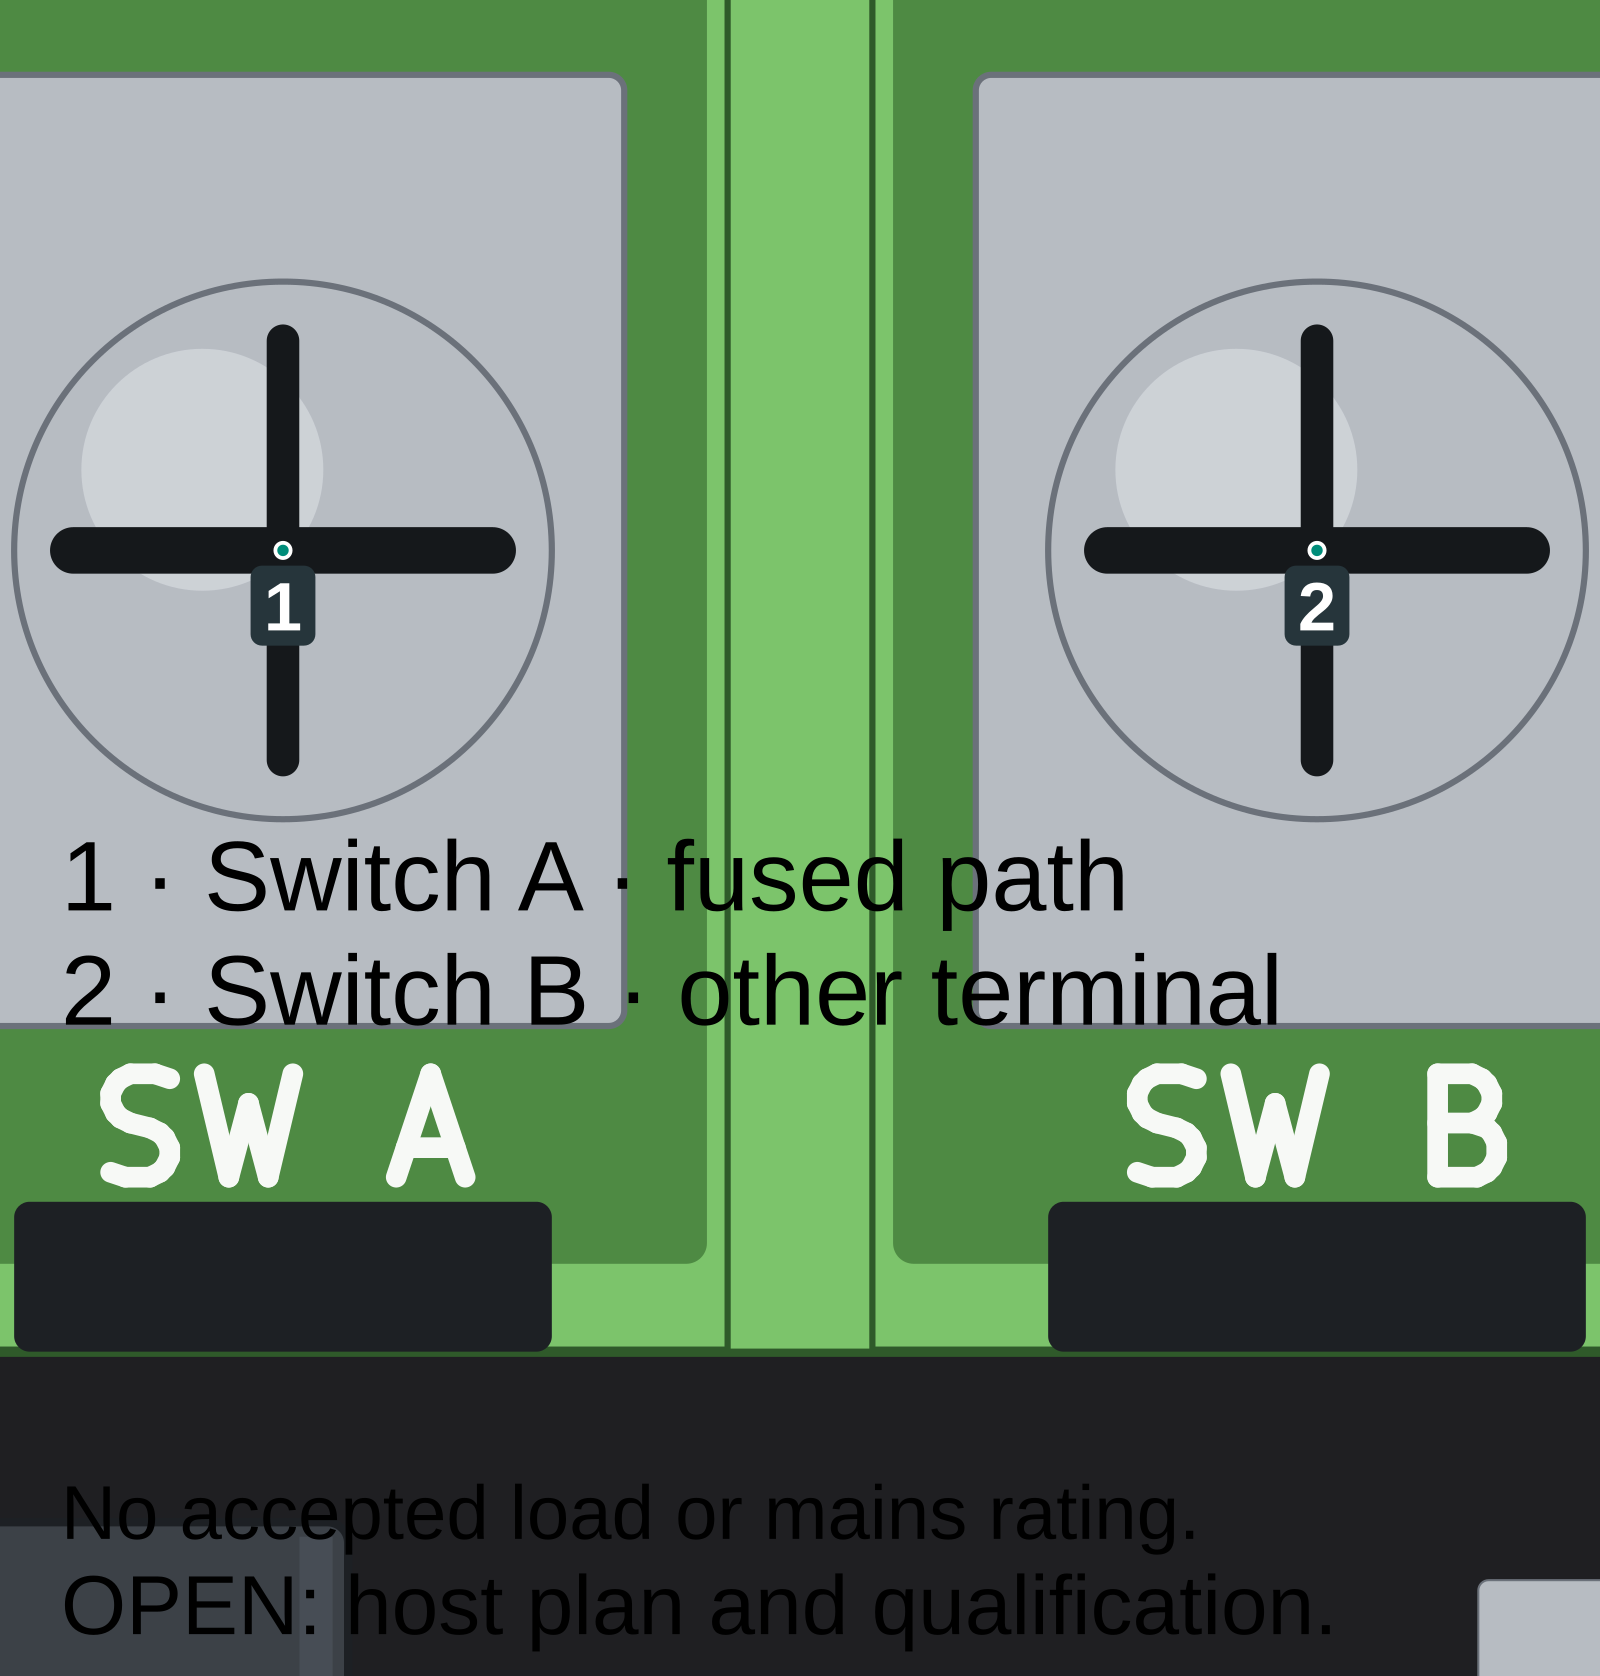 1
2
1 · Switch A · fused path
2 · Switch B · other terminal
SW A
SW B
No accepted load or mains rating.
OPEN: host plan and qualification.